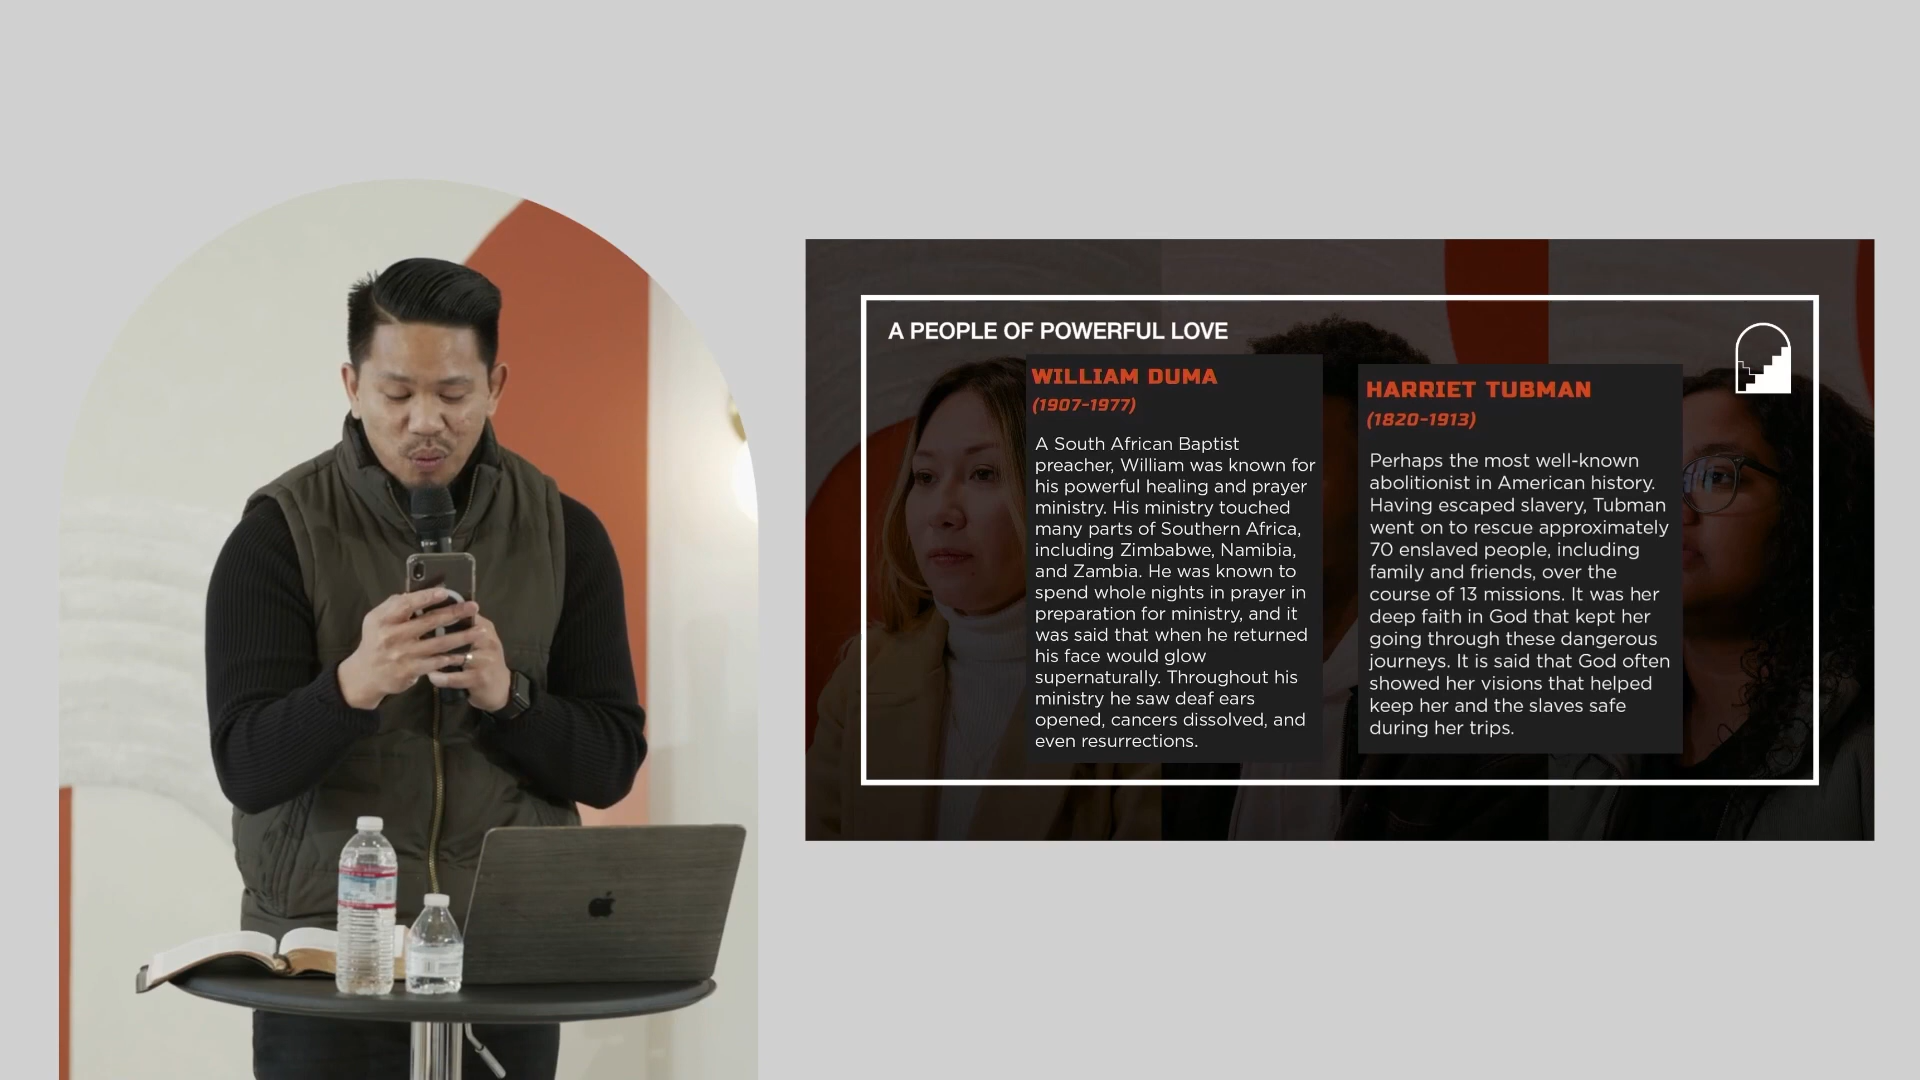 A PEOPLE OF POWERFUL LOVE
WILLIAM DUMA
(1907-1977)
A South African Baptist
preacher, William was known for
his powerful healing and prayer
ministry. His ministry touched
many parts of Southern Africa,
including Zimbabwe, Namibia,
and Zambia. He was known to
spend whole nights in prayer in
preparation for ministry, and it
was said that when he returned
his face would glow
supernaturally. Throughout his
ministry he saw deaf ears
opened, cancers dissolved, and
even resurrections.
HARRIET TUBMAN
(1820-1913)
Perhaps the most well-known
abolitionist in American history.
Having escaped slavery, Tubman
went on to rescue approximately
70 enslaved people, including
family and friends, over the
course of 13 missions. It was her
deep faith in God that kept her
going through these dangerous
journeys. It is said that God often
showed her visions that helped
keep her and the slaves safe
during her trips.